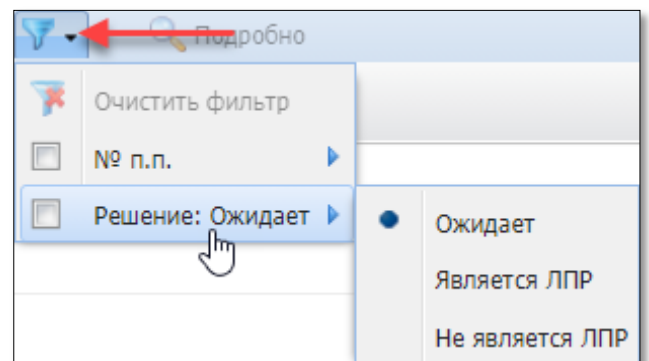 Подробно
Очистить фильтр
№ п.п.
Решение: Ожидает
Ожидает
Является ЛПР
Не является ЛПР